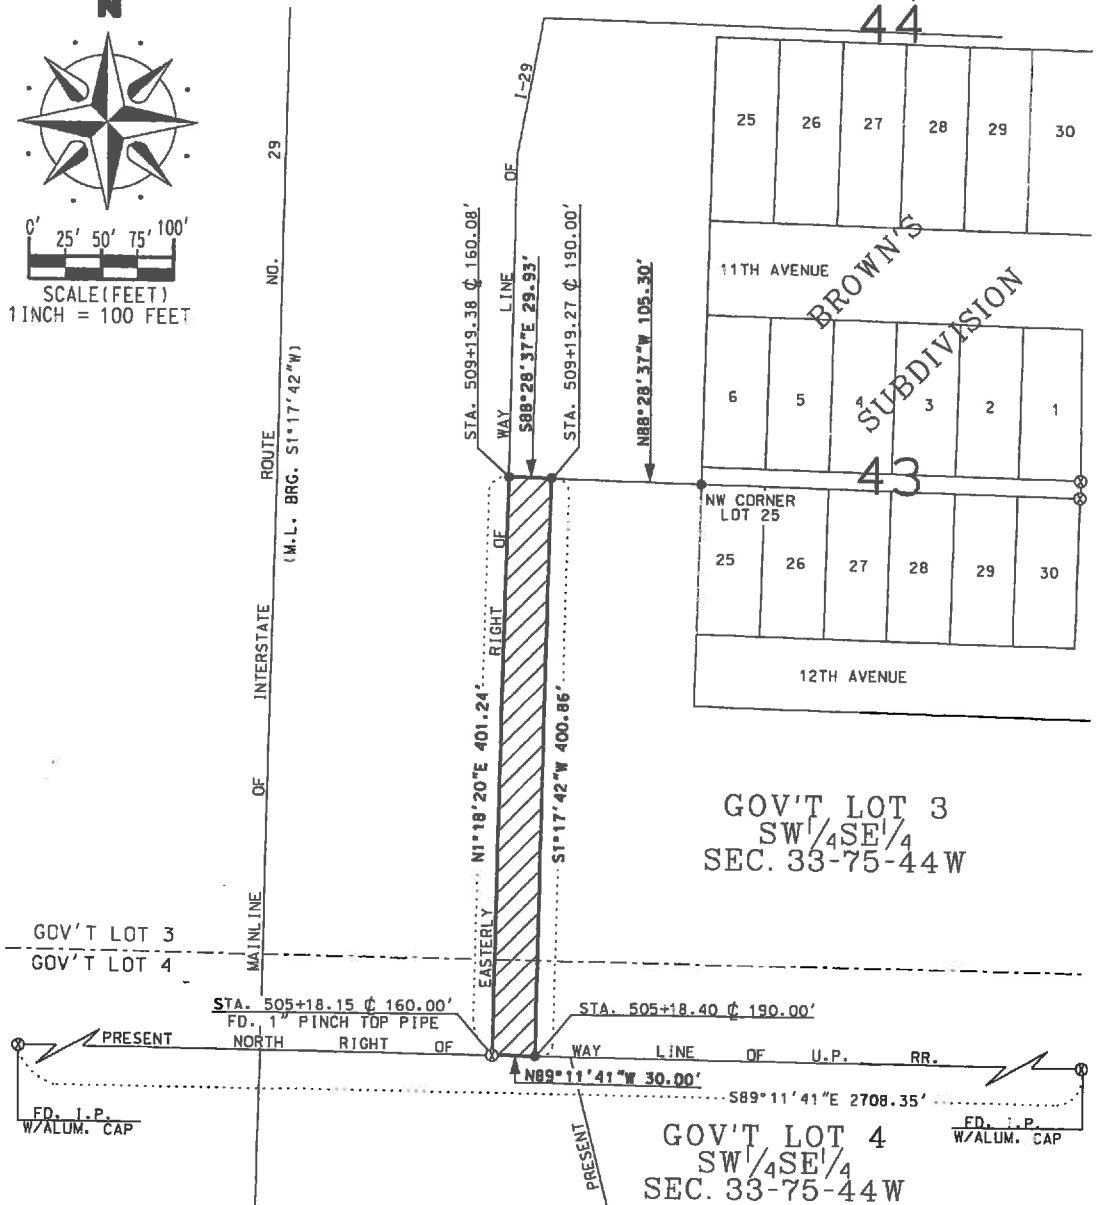 N
0' 25' 50' 75' 100'
SCALE(FEET)
1 INCH = 100 FEET
MAINLINE OF INTERSTATE ROUTE NO. 29
(M.L. BRG. S1°17'42"W)
EASTERLY RIGHT OF WAY LINE OF I-29
STA. 509+19.38 ℄ 160.08'
S88°28'37"E 29.93'
STA. 509+19.27 ℄ 190.00'
N88°28'37"W 105.30'
44
25 26 27 28 29 30
11TH AVENUE
BROWN'S
SUBDIVISION
6 5 4 3 2 1
43
NW CORNER
LOT 25
25 26 27 28 29 30
12TH AVENUE
N1°18'20"E 401.24'
S1°17'42"W 400.86'
GOV'T LOT 3
SW1/4SE1/4
SEC. 33-75-44W
GOV'T LOT 3
GOV'T LOT 4
STA. 505+18.15 ℄ 160.00'
FD. 1" PINCH TOP PIPE
STA. 505+18.40 ℄ 190.00'
PRESENT NORTH RIGHT OF WAY LINE OF U.P. RR.
N89°11'41"W 30.00'
S89°11'41"E 2708.35'
FD. I.P.
W/ALUM. CAP
FD. I.P.
W/ALUM. CAP
PRESENT
GOV'T LOT 4
SW1/4SE1/4
SEC. 33-75-44W